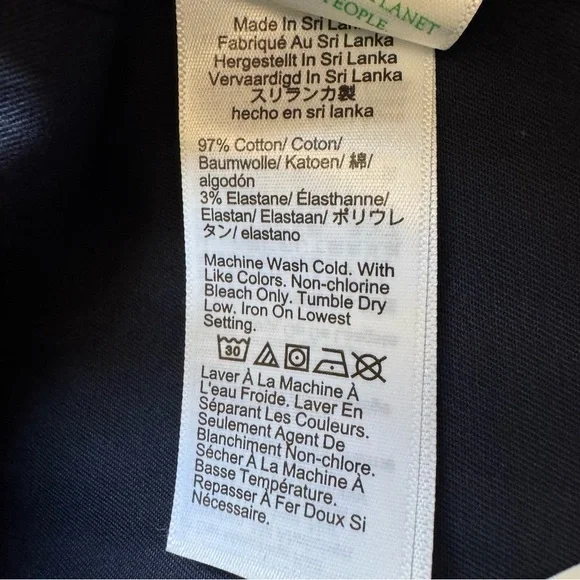 PLANET
PEOPLE
Made In Sri Lanka
Fabriqué Au Sri Lanka
Hergestellt In Sri Lanka
Vervaardigd In Sri Lanka
スリランカ製
hecho en sri lanka
97% Cotton/ Coton/
Baumwolle/ Katoen/ 綿/
algodón
3% Elastane/ Élasthanne/
Elastan/ Elastaan/ ポリウレ
タン/ elastano
Machine Wash Cold. With
Like Colors. Non-chlorine
Bleach Only. Tumble Dry
Low. Iron On Lowest
Setting.
30
Laver À La Machine À
L'eau Froide. Laver En
Séparant Les Couleurs.
Seulement Agent De
Blanchiment Non-chlore.
Sécher À La Machine À
Basse Température.
Repasser À Fer Doux Si
Nécessaire.